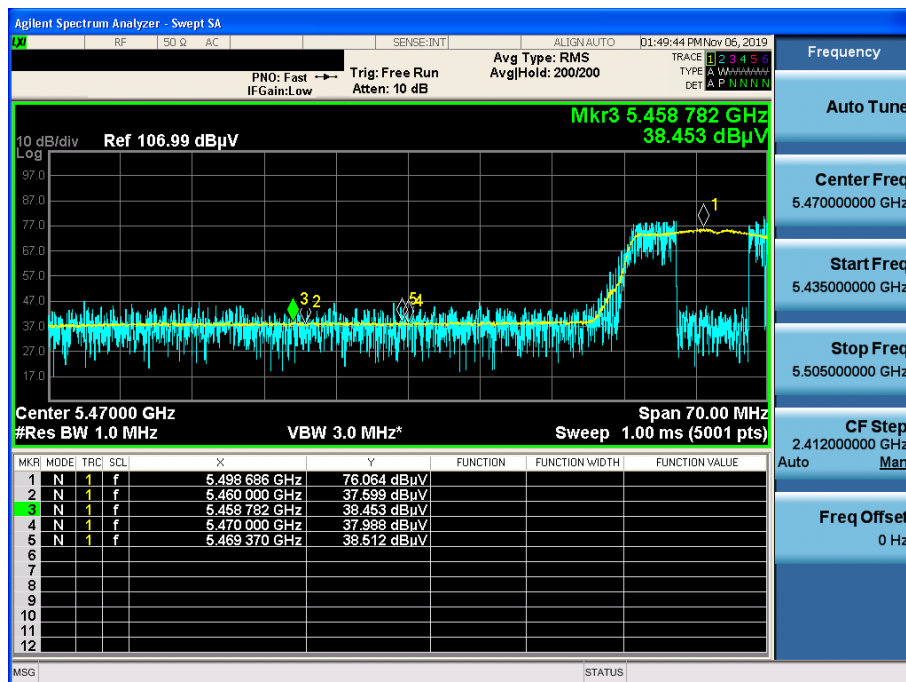 Agilent Spectrum Analyzer - Swept SA
LXI RF 50 Ω AC SENSE:INT ALIGNAUTO 01:49:44 PM Nov 06, 2019
PNO: Fast
IFGain:Low
Trig: Free Run
Atten: 10 dB
Avg Type: RMS
Avg|Hold: 200/200
TRACE 1 2 3 4 5 6
TYPE A WWWWW
DET A P N N N N
Mkr3 5.458 782 GHz
38.453 dBµV
10 dB/div Ref 106.99 dBµV
Log
97.0
87.0
77.0
67.0
57.0
47.0
37.0
27.0
17.0
1
3 2 5 4
Center 5.47000 GHz Span 70.00 MHz
#Res BW 1.0 MHz VBW 3.0 MHz* Sweep 1.00 ms (5001 pts)
MKR MODE TRC SCL X Y FUNCTION FUNCTION WIDTH FUNCTION VALUE
1 N 1 f 5.498 686 GHz 76.064 dBµV
2 N 1 f 5.460 000 GHz 37.599 dBµV
3 N 1 f 5.458 782 GHz 38.453 dBµV
4 N 1 f 5.470 000 GHz 37.988 dBµV
5 N 1 f 5.469 370 GHz 38.512 dBµV
6
7
8
9
10
11
12
MSG STATUS
Frequency
Auto Tune
Center Freq
5.470000000 GHz
Start Freq
5.435000000 GHz
Stop Freq
5.505000000 GHz
CF Step
2.412000000 GHz
Auto Man
Freq Offset
0 Hz